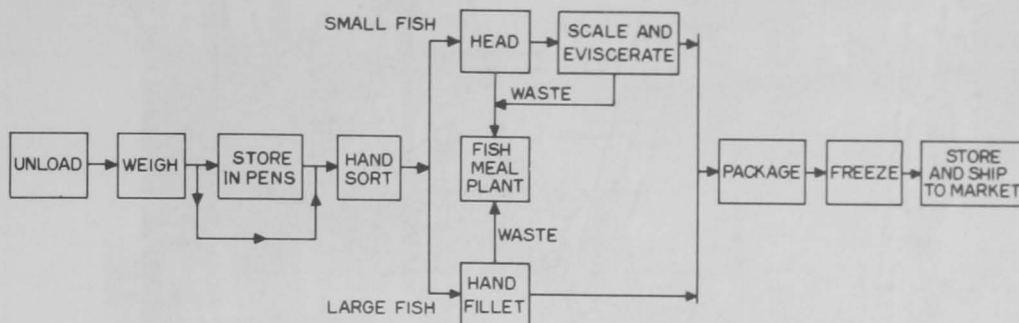 SMALL FISH
HEAD
SCALE AND
EVISCERATE
WASTE
UNLOAD
WEIGH
STORE
IN PENS
HAND
SORT
FISH
MEAL
PLANT
PACKAGE
FREEZE
STORE
AND SHIP
TO MARKET
WASTE
LARGE FISH
HAND
FILLET